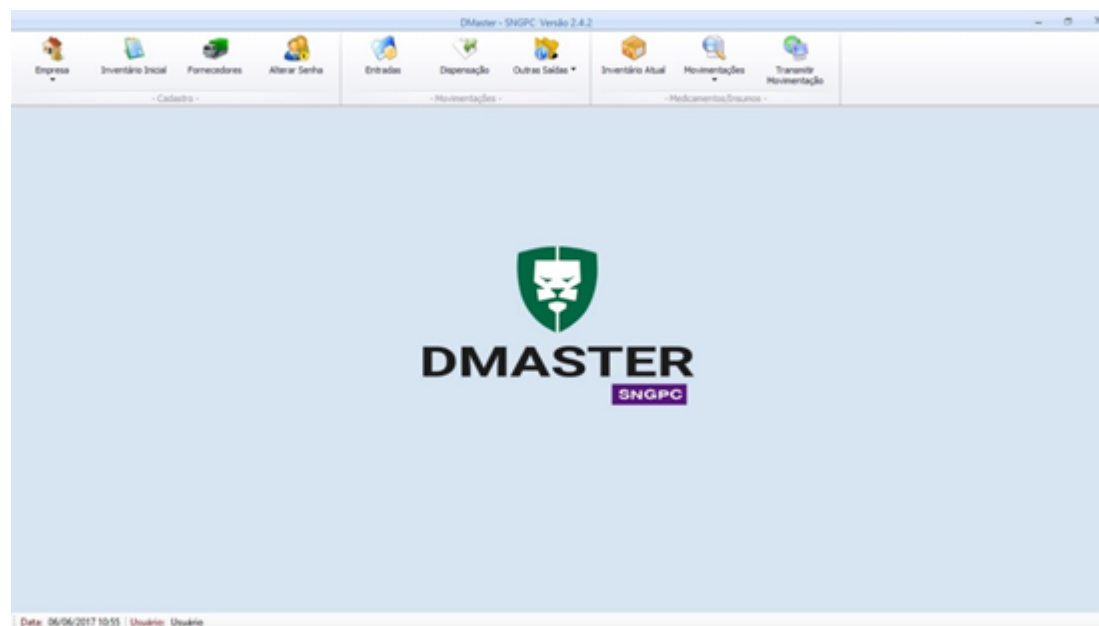 DMaster - SNGPC Versão 2.4.2
Empresa
Inventário Inicial
Fornecedores
Alterar Senha
Entradas
Dispensação
Outras Saídas
Inventário Atual
Movimentações
Transmitir
Movimentação
- Cadastro -
- Movimentações -
- Medicamentos/Insumos -
DMASTER
SNGPC
Data: 06/06/2017 10:55 Usuário: Usuário